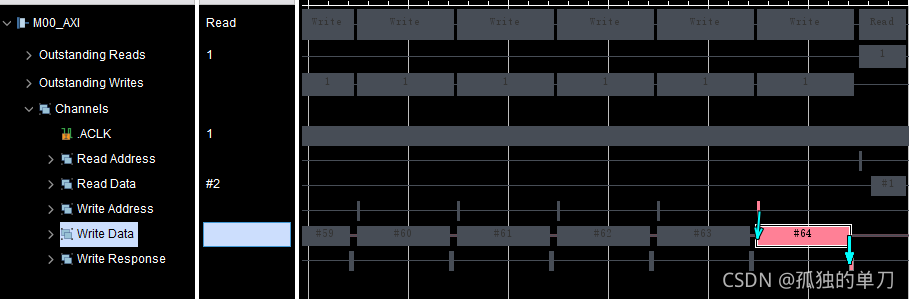 M00_AXI Read Write Write Write Write Write Write Read
Outstanding Reads 1 1
Outstanding Writes 1 1 1 1 1 1
Channels
.ACLK 1
Read Address
Read Data #2 #1
Write Address
Write Data #59 #60 #61 #62 #63 #64
Write Response
CSDN @孤独的单刀